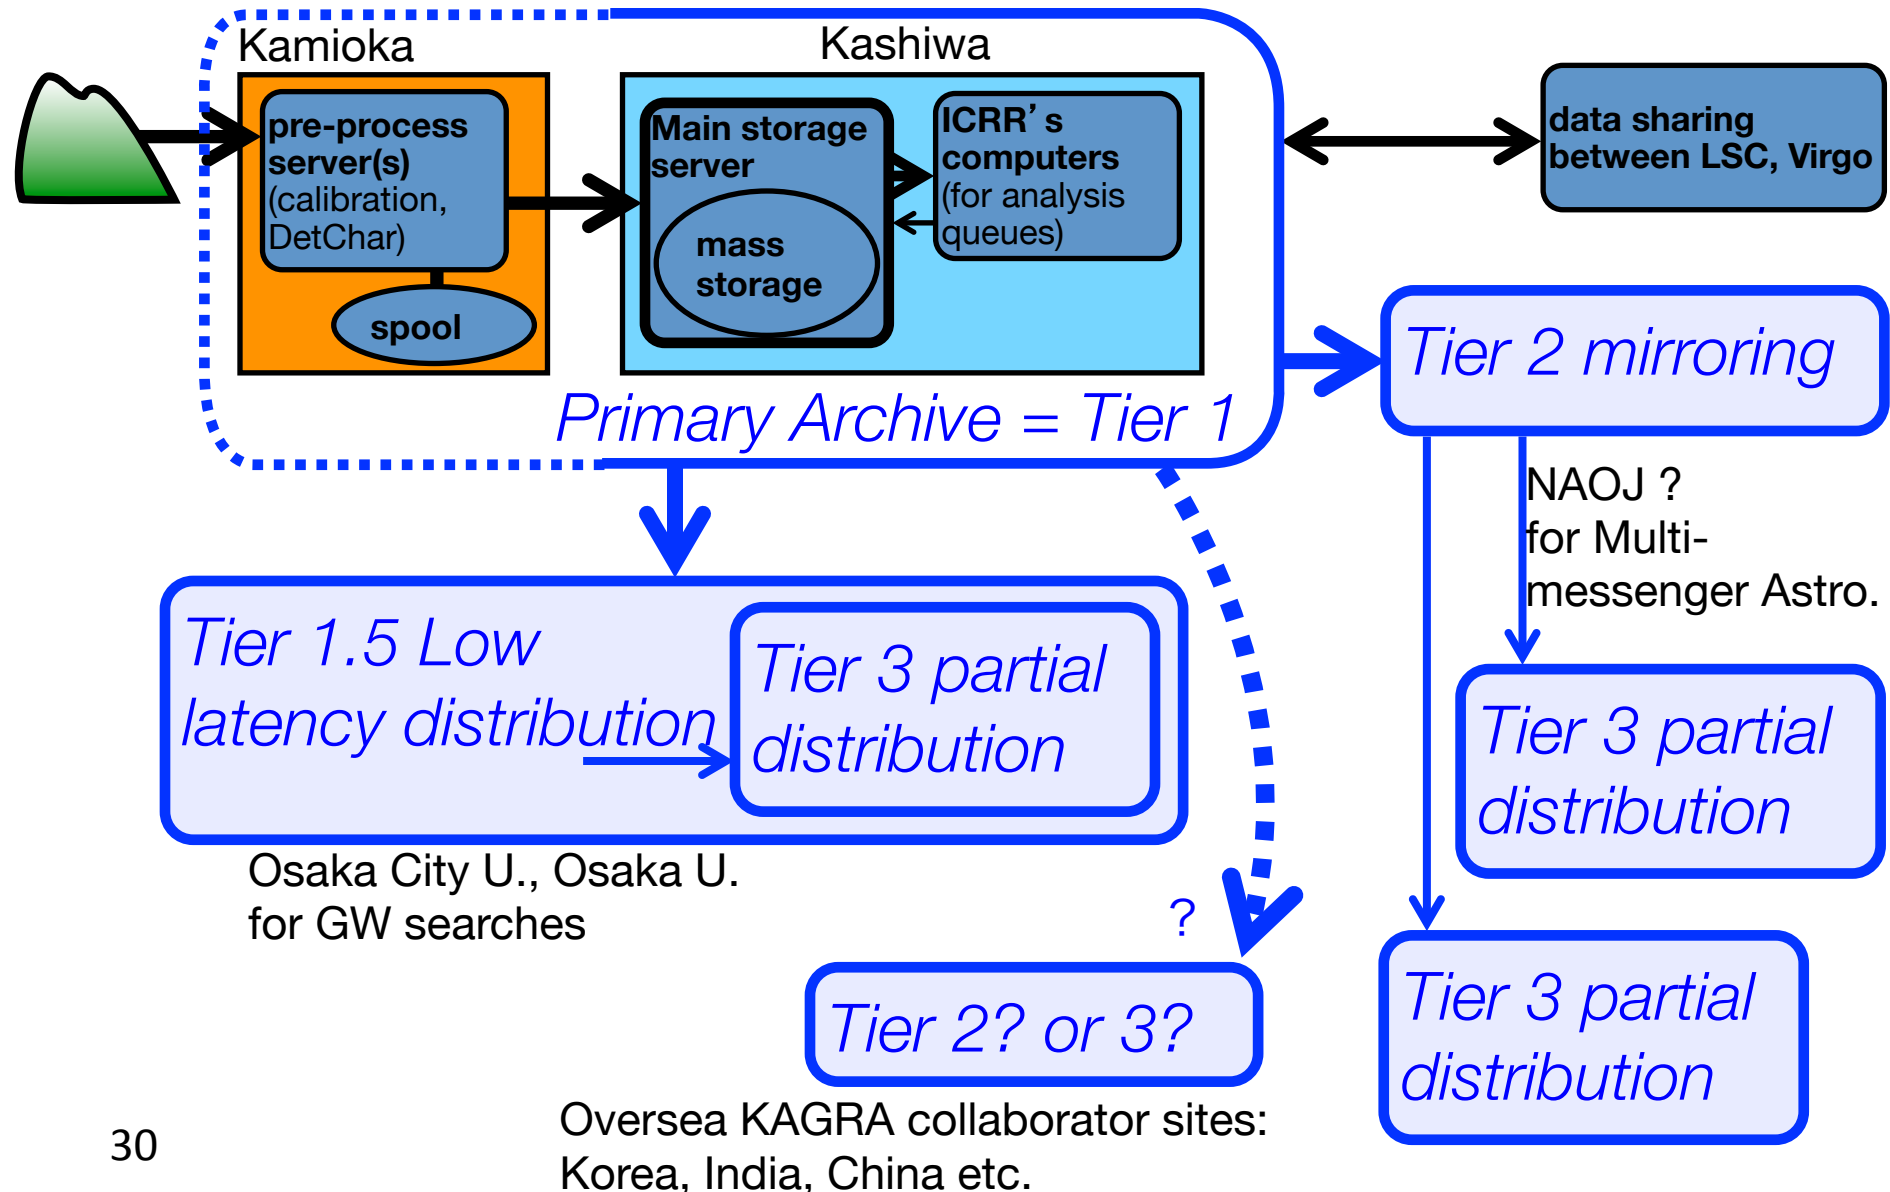 Kamioka
Kashiwa
pre-process
server(s)
(calibration,
DetChar)
spool
Main storage
server
mass
storage
ICRR’s
computers
(for analysis
queues)
data sharing
between LSC, Virgo
Primary Archive = Tier 1
Tier 2 mirroring
NAOJ ?
for Multi-
messenger Astro.
Tier 1.5 Low
latency distribution
Tier 3 partial
distribution
Osaka City U., Osaka U.
for GW searches
Tier 3 partial
distribution
?
Tier 2? or 3?
Tier 3 partial
distribution
Oversea KAGRA collaborator sites:
Korea, India, China etc.
30